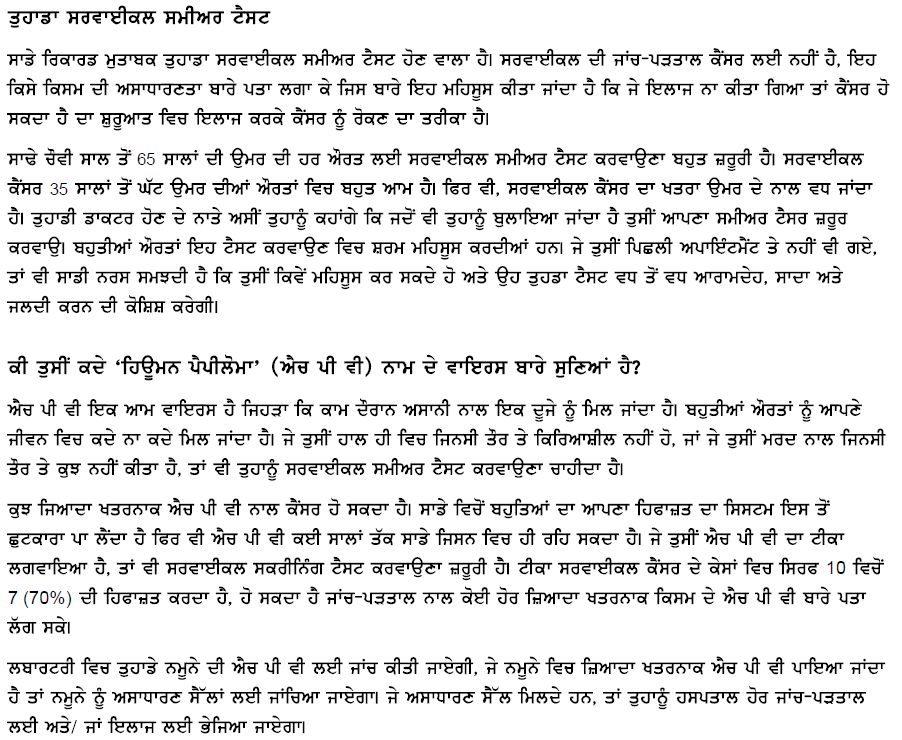 ਤੁਹਾਡਾ ਸਰਵਾਈਕਲ ਸਮੀਅਰ ਟੈਸਟ
ਸਾਡੇ ਰਿਕਾਰਡ ਮੁਤਾਬਕ ਤੁਹਾਡਾ ਸਰਵਾਈਕਲ ਸਮੀਅਰ ਟੈਸਟ ਹੋਣ ਵਾਲਾ ਹੈ। ਸਰਵਾਈਕਲ ਦੀ ਜਾਂਚ-ਪੜਤਾਲ ਕੈਂਸਰ ਲਈ ਨਹੀਂ ਹੈ, ਇਹ
ਕਿਸੇ ਕਿਸਮ ਦੀ ਅਸਾਧਾਰਣਤਾ ਬਾਰੇ ਪਤਾ ਲਗਾ ਕੇ ਜਿਸ ਬਾਰੇ ਇਹ ਮਹਿਸੂਸ ਕੀਤਾ ਜਾਂਦਾ ਹੈ ਕਿ ਜੇ ਇਲਾਜ ਨਾ ਕੀਤਾ ਗਿਆ ਤਾਂ ਕੈਂਸਰ ਹੋ
ਸਕਦਾ ਹੈ ਦਾ ਸ਼ੁਰੂਆਤ ਵਿਚ ਇਲਾਜ ਕਰਕੇ ਕੈਂਸਰ ਨੂੰ ਰੋਕਣ ਦਾ ਤਰੀਕਾ ਹੈ।
ਸਾਢੇ ਚੌਵੀ ਸਾਲ ਤੋਂ 65 ਸਾਲਾਂ ਦੀ ਉਮਰ ਦੀ ਹਰ ਔਰਤ ਲਈ ਸਰਵਾਈਕਲ ਸਮੀਅਰ ਟੈਸਟ ਕਰਵਾਉਣਾ ਬਹੁਤ ਜ਼ਰੂਰੀ ਹੈ। ਸਰਵਾਈਕਲ
ਕੈਂਸਰ 35 ਸਾਲਾਂ ਤੋਂ ਘੱਟ ਉਮਰ ਦੀਆਂ ਔਰਤਾਂ ਵਿਚ ਬਹੁਤ ਆਮ ਹੈ। ਫਿਰ ਵੀ, ਸਰਵਾਈਕਲ ਕੈਂਸਰ ਦਾ ਖਤਰਾ ਉਮਰ ਦੇ ਨਾਲ ਵਧ ਜਾਂਦਾ
ਹੈ। ਤੁਹਾਡੀ ਡਾਕਟਰ ਹੋਣ ਦੇ ਨਾਤੇ ਅਸੀਂ ਤੁਹਾਨੂੰ ਕਹਾਂਗੇ ਕਿ ਜਦੋਂ ਵੀ ਤੁਹਾਨੂੰ ਬੁਲਾਇਆ ਜਾਂਦਾ ਹੈ ਤੁਸੀਂ ਆਪਣਾ ਸਮੀਅਰ ਟੈਸਰ ਜ਼ਰੂਰ
ਕਰਵਾਉ। ਬਹੁਤੀਆਂ ਔਰਤਾਂ ਇਹ ਟੈਸਟ ਕਰਵਾਉਣ ਵਿਚ ਸ਼ਰਮ ਮਹਿਸੂਸ ਕਰਦੀਆਂ ਹਨ। ਜੇ ਤੁਸੀਂ ਪਿਛਲੀ ਅਪਾਇੰਟਮੈਂਟ ਤੇ ਨਹੀਂ ਵੀ ਗਏ,
ਤਾਂ ਵੀ ਸਾਡੀ ਨਰਸ ਸਮਝਦੀ ਹੈ ਕਿ ਤੁਸੀਂ ਕਿਵੇਂ ਮਹਿਸੂਸ ਕਰ ਸਕਦੇ ਹੋ ਅਤੇ ਉਹ ਤੁਹਡਾ ਟੈਸਟ ਵਧ ਤੋਂ ਵਧ ਆਰਾਮਦੇਹ, ਸਾਦਾ ਅਤੇ
ਜਲਦੀ ਕਰਨ ਦੀ ਕੋਸ਼ਿਸ਼ ਕਰੇਗੀ।
ਕੀ ਤੁਸੀਂ ਕਦੇ ‘ਹਿਊਮਨ ਪੈਪੀਲੋਮਾ’ (ਐਚ ਪੀ ਵੀ) ਨਾਮ ਦੇ ਵਾਇਰਸ ਬਾਰੇ ਸੁਣਿਆਂ ਹੈ?
ਐਚ ਪੀ ਵੀ ਇਕ ਆਮ ਵਾਇਰਸ ਹੈ ਜਿਹੜਾ ਕਿ ਕਾਮ ਦੌਰਾਨ ਅਸਾਨੀ ਨਾਲ ਇਕ ਦੂਜੇ ਨੂੰ ਮਿਲ ਜਾਂਦਾ ਹੈ। ਬਹੁਤੀਆਂ ਔਰਤਾਂ ਨੂੰ ਆਪਣੇ
ਜੀਵਨ ਵਿਚ ਕਦੇ ਨਾ ਕਦੇ ਮਿਲ ਜਾਂਦਾ ਹੈ। ਜੇ ਤੁਸੀਂ ਹਾਲ ਹੀ ਵਿਚ ਜਿਨਸੀ ਤੌਰ ਤੇ ਕਿਰਿਆਸ਼ੀਲ ਨਹੀਂ ਹੋ, ਜਾਂ ਜੇ ਤੁਸੀਂ ਮਰਦ ਨਾਲ ਜਿਨਸੀ
ਤੌਰ ਤੇ ਕੁਝ ਨਹੀਂ ਕੀਤਾ ਹੈ, ਤਾਂ ਵੀ ਤੁਹਾਨੂੰ ਸਰਵਾਈਕਲ ਸਮੀਅਰ ਟੈਸਟ ਕਰਵਾਉਣਾ ਚਾਹੀਦਾ ਹੈ।
ਕੁਝ ਜਿਆਦਾ ਖਤਰਨਾਕ ਐਚ ਪੀ ਵੀ ਨਾਲ ਕੈਂਸਰ ਹੋ ਸਕਦਾ ਹੈ। ਸਾਡੇ ਵਿਚੋਂ ਬਹੁਤਿਆਂ ਦਾ ਆਪਣਾ ਹਿਫਾਜ਼ਤ ਦਾ ਸਿਸਟਮ ਇਸ ਤੋਂ
ਛੁਟਕਾਰਾ ਪਾ ਲੈਂਦਾ ਹੈ ਫਿਰ ਵੀ ਐਚ ਪੀ ਵੀ ਕਈ ਸਾਲਾਂ ਤੱਕ ਸਾਡੇ ਜਿਸਨ ਵਿਚ ਹੀ ਰਹਿ ਸਕਦਾ ਹੈ। ਜੇ ਤੁਸੀਂ ਐਚ ਪੀ ਵੀ ਦਾ ਟੀਕਾ
ਲਗਵਾਇਆ ਹੈ, ਤਾਂ ਵੀ ਸਰਵਾਈਕਲ ਸਕਰੀਨਿੰਗ ਟੈਸਟ ਕਰਵਾਉਣਾ ਜ਼ਰੂਰੀ ਹੈ। ਟੀਕਾ ਸਰਵਾਈਕਲ ਕੈਂਸਰ ਦੇ ਕੇਸਾਂ ਵਿਚ ਸਿਰਫ 10 ਵਿਚੋਂ
7 (70%) ਦੀ ਹਿਫਾਜ਼ਤ ਕਰਦਾ ਹੈ, ਹੋ ਸਕਦਾ ਹੈ ਜਾਂਚ-ਪੜਤਾਲ ਨਾਲ ਕੋਈ ਹੋਰ ਜ਼ਿਆਦਾ ਖਤਰਨਾਕ ਕਿਸਮ ਦੇ ਐਚ ਪੀ ਵੀ ਬਾਰੇ ਪਤਾ
ਲੱਗ ਸਕੇ।
ਲਬਾਰਟਰੀ ਵਿਚ ਤੁਹਾਡੇ ਨਮੂਨੇ ਦੀ ਐਚ ਪੀ ਵੀ ਲਈ ਜਾਂਚ ਕੀਤੀ ਜਾਏਗੀ, ਜੇ ਨਮੂਨੇ ਵਿਚ ਜ਼ਿਆਦਾ ਖਤਰਨਾਕ ਐਚ ਪੀ ਵੀ ਪਾਇਆ ਜਾਂਦਾ
ਹੈ ਤਾਂ ਨਮੂਨੇ ਨੂੰ ਅਸਾਧਾਰਣ ਸੈੱਲਾਂ ਲਈ ਜਾਂਚਿਆ ਜਾਏਗਾ। ਜੇ ਅਸਾਧਾਰਣ ਸੈੱਲ ਮਿਲਦੇ ਹਨ, ਤਾਂ ਤੁਹਾਨੂੰ ਹਸਪਤਾਲ ਹੋਰ ਜਾਂਚ-ਪੜਤਾਲ
ਲਈ ਅਤੇ/ ਜਾਂ ਇਲਾਜ ਲਈ ਭੇਜਿਆ ਜਾਏਗਾ।